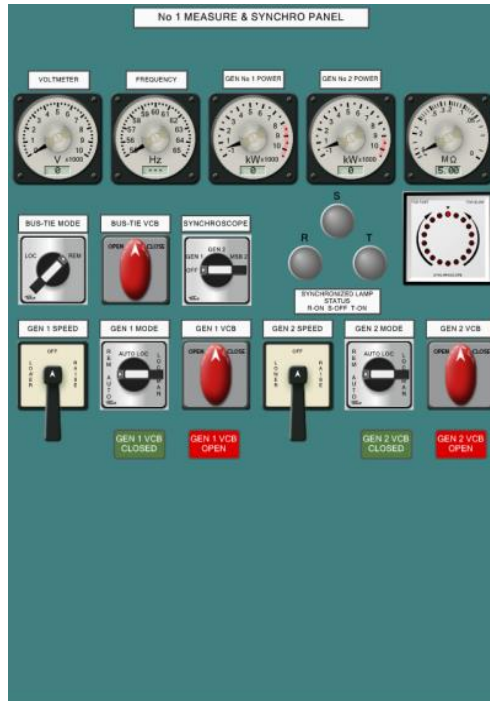 No 1 MEASURE & SYNCHRO PANEL
VOLTMETER
FREQUENCY
GEN No 1 POWER
GEN No 2 POWER
V x1000
0
Hz
---
kW x1000
0
kW x1000
0
MΩ
5.00
BUS-TIE MODE
BUS-TIE VCB
SYNCHROSCOPE
LOC
REM
OPEN
CLOSE
OFF
GEN 1
GEN 2
MSB 2
S
R
T
SYNCHROSCOPE
SYNCHRONIZED LAMP
STATUS
R-ON S-OFF T-ON
GEN 1 SPEED
GEN 1 MODE
GEN 1 VCB
GEN 2 SPEED
GEN 2 MODE
GEN 2 VCB
OFF
LOWER
RAISE
REM AUTO
AUTO LOC
LOC MAN
OPEN
CLOSE
OFF
LOWER
RAISE
REM AUTO
AUTO LOC
LOC MAN
OPEN
CLOSE
GEN 1 VCB
CLOSED
GEN 1 VCB
OPEN
GEN 2 VCB
CLOSED
GEN 2 VCB
OPEN